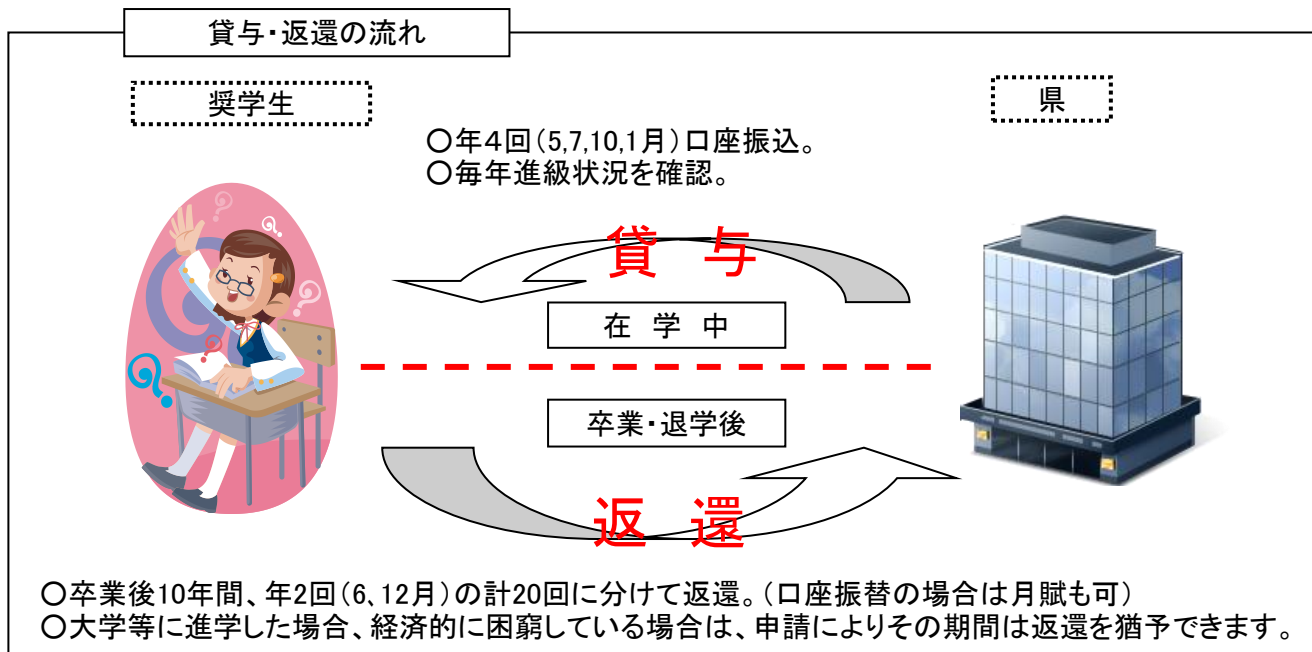 貸与・返還の流れ
奨学生
県
○年4回(5,7,10,1月)口座振込。
○毎年進級状況を確認。
貸 与
在 学 中
卒業・退学後
返 還
○卒業後10年間、年2回(6、12月)の計20回に分けて返還。(口座振替の場合は月賦も可)
○大学等に進学した場合、経済的に困窮している場合は、申請によりその期間は返還を猶予できます。